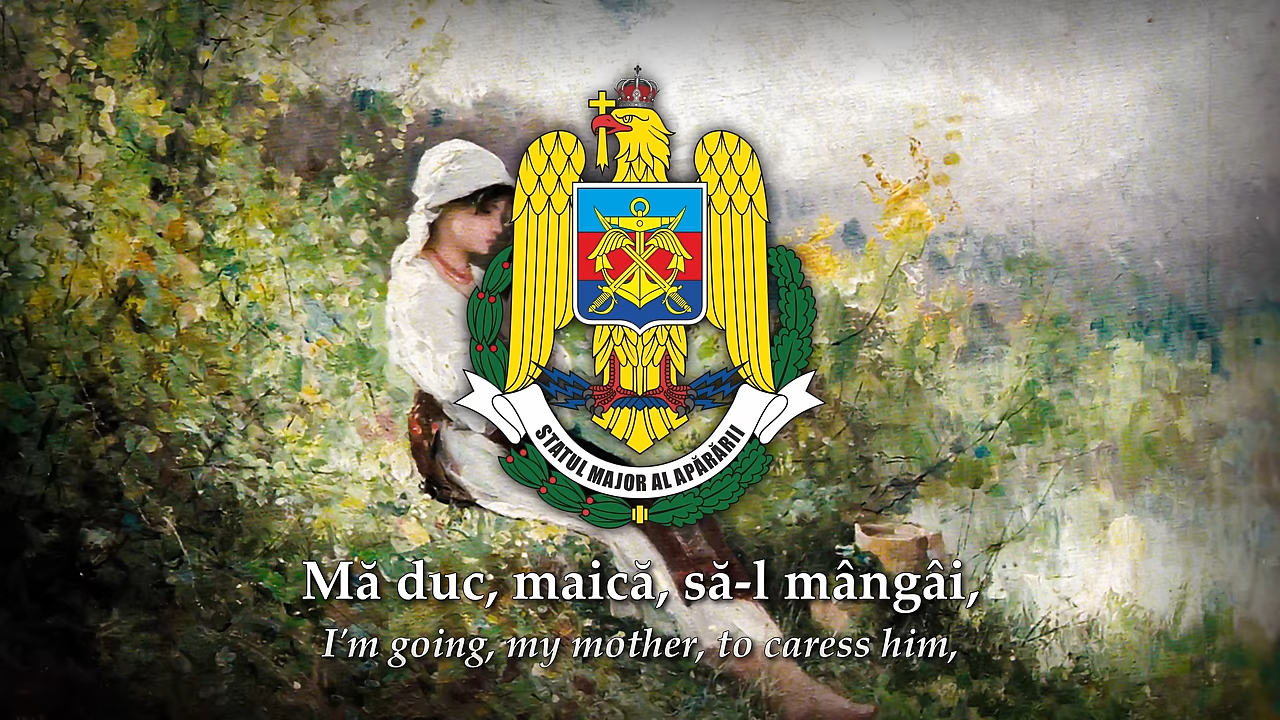 STATUL MAJOR AL APĂRĂRII
Mă duc, maică, să-l mângâi,
I'm going, my mother, to caress him,